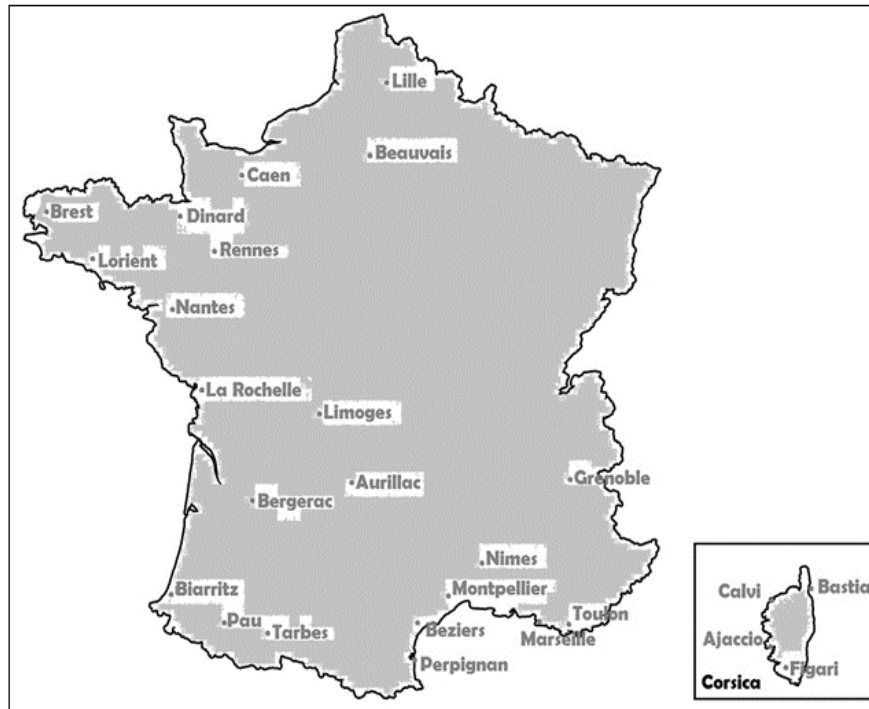 Lille
Beauvais
Caen
Brest
Dinard
Rennes
Lorient
Nantes
La Rochelle
Limoges
Grenoble
Aurillac
Bergerac
Nimes
Biarritz
Montpellier
Calvi
Bastia
Pau
Tarbes
Beziers
Toulon
Marseille
Ajaccio
Perpignan
Figari
Corsica